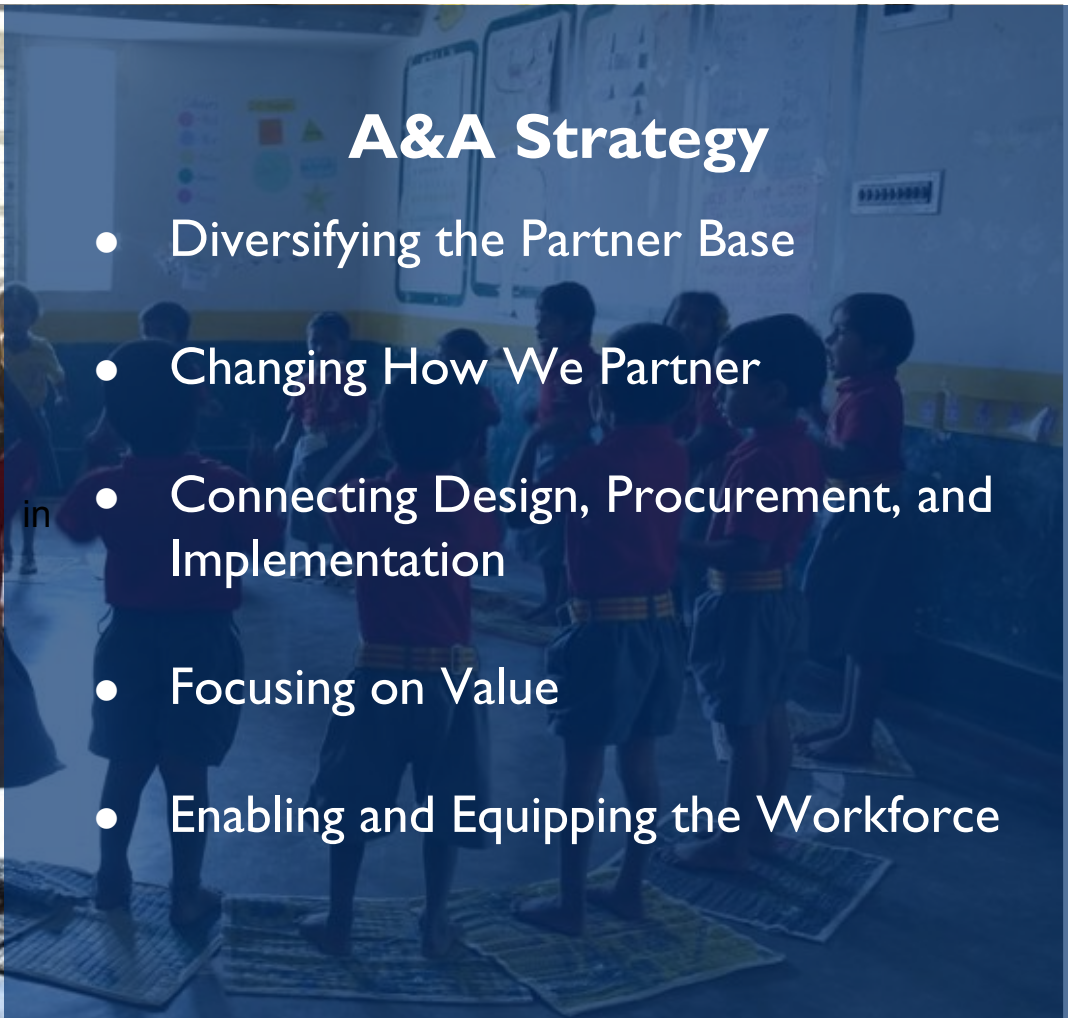 A&A Strategy
● Diversifying the Partner Base
● Changing How We Partner
in
● Connecting Design, Procurement, and
Implementation
● Focusing on Value
● Enabling and Equipping the Workforce